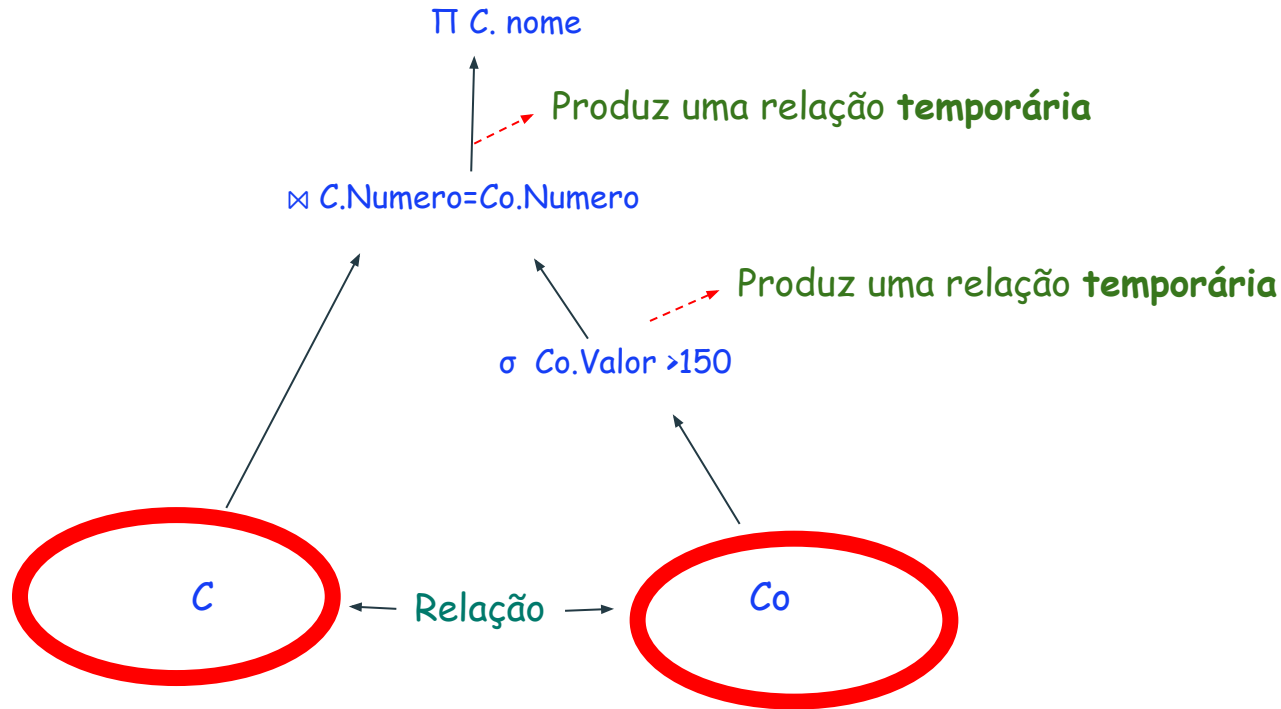 Π C. nome
Produz uma relação temporária
⋈ C.Numero=Co.Numero
Produz uma relação temporária
σ Co.Valor >150
C
Co
Relação